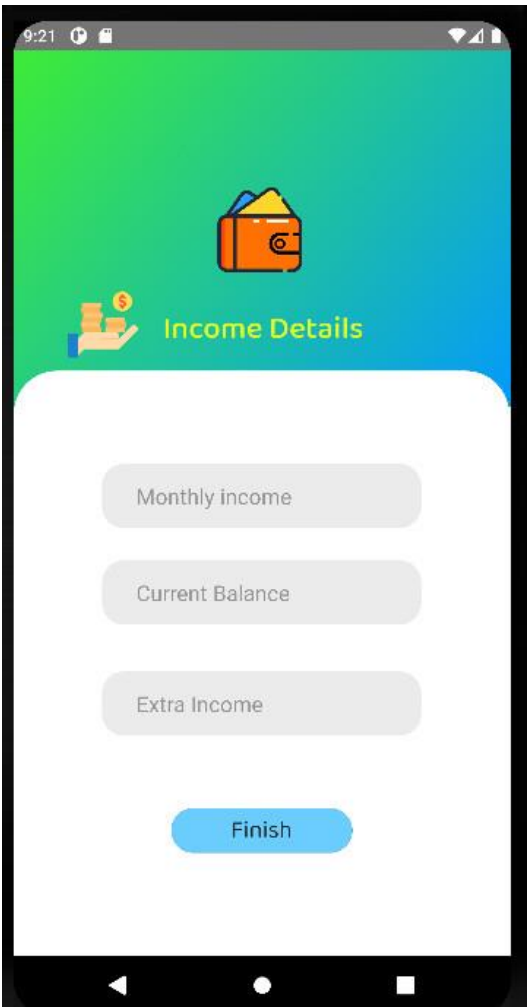 9:21
$
Income Details
Monthly income
Current Balance
Extra Income
Finish